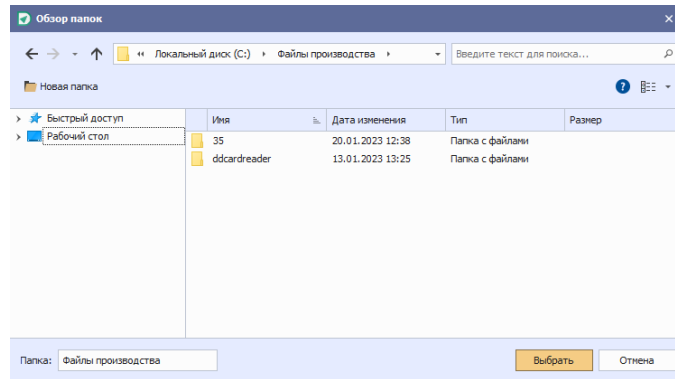 Обзор папок
Локальный диск (C:) Файлы производства Введите текст для поиска...
Новая папка
Быстрый доступ
Рабочий стол
Имя Дата изменения Тип Размер
35 20.01.2023 12:38 Папка с файлами
ddcardreader 13.01.2023 13:25 Папка с файлами
Папка: Файлы производства Выбрать Отмена